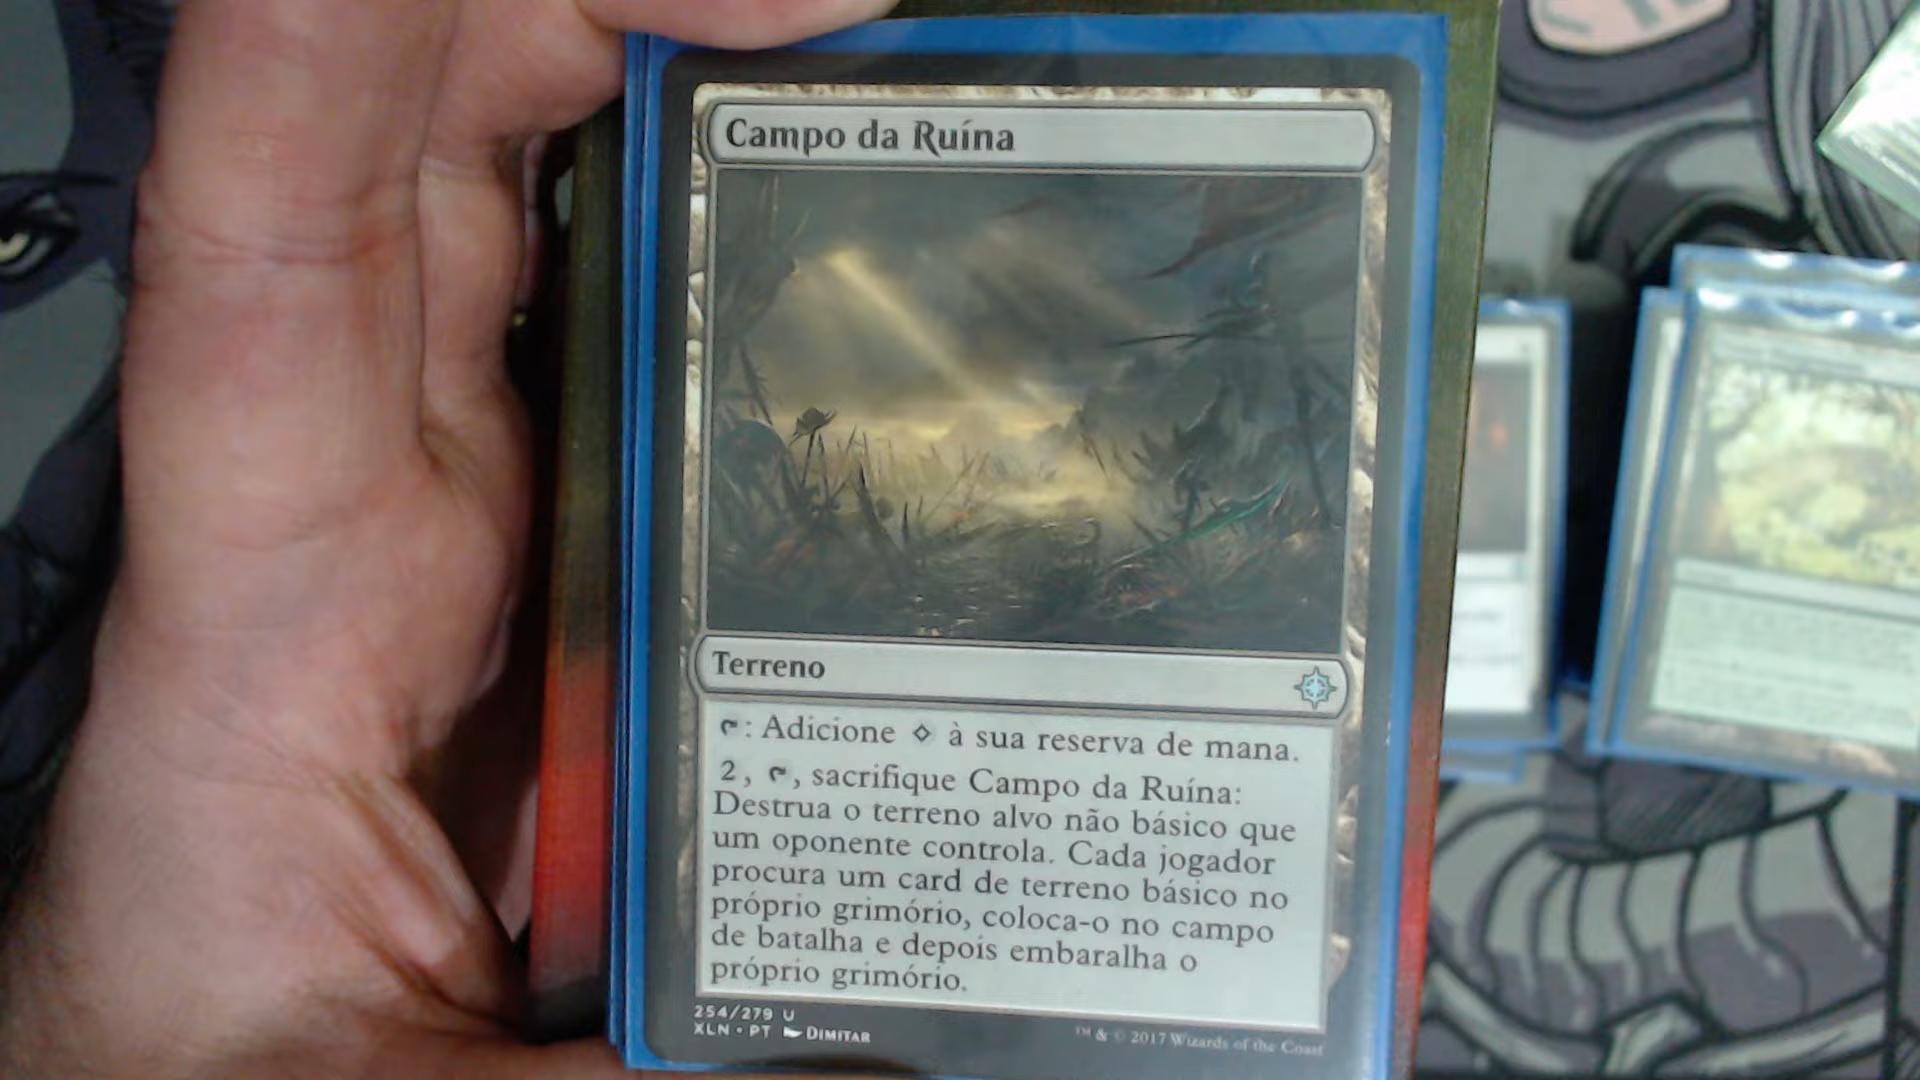 Campo da Ruína
Terreno
: Adicione à sua reserva de mana.
2, , sacrifique Campo da Ruína:
Destrua o terreno alvo não básico que
um oponente controla. Cada jogador
procura um card de terreno básico no
próprio grimório, coloca-o no campo
de batalha e depois embaralha o
próprio grimório.
254/279 U
XLN • PT DIMITAR
™ & © 2017 Wizards of the Coast